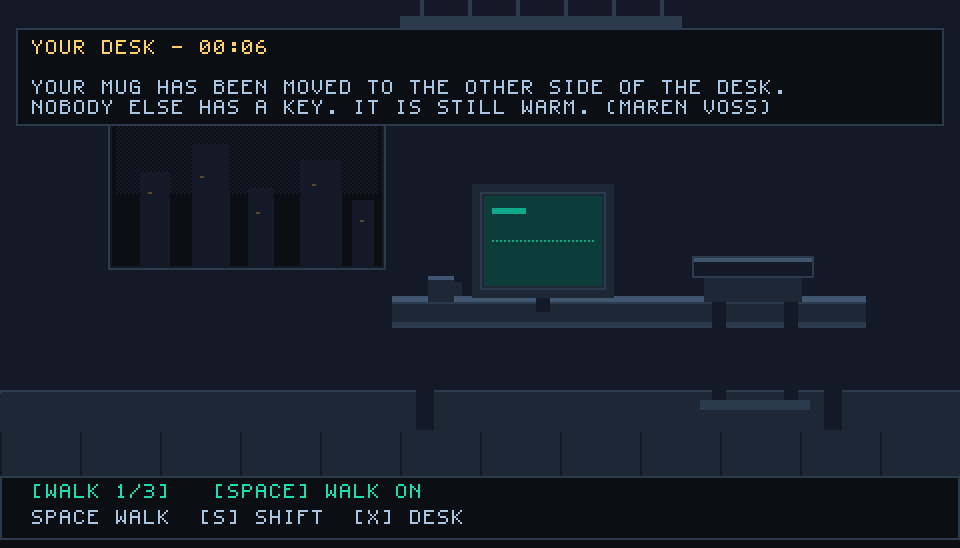 YOUR DESK - 00:06
YOUR MUG HAS BEEN MOVED TO THE OTHER SIDE OF THE DESK.
NOBODY ELSE HAS A KEY. IT IS STILL WARM. (MAREN VOSS)
[WALK 1/3] [SPACE] WALK ON
SPACE WALK [S] SHIFT [X] DESK